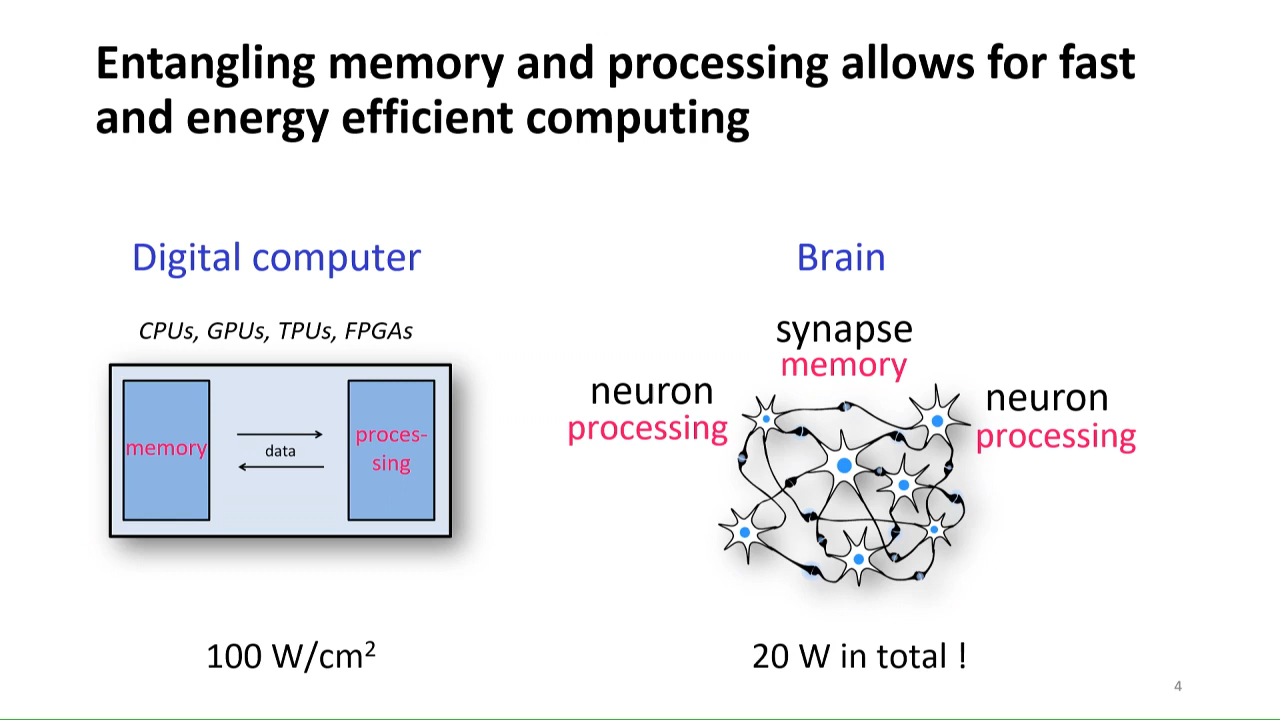 Entangling memory and processing allows for fast
and energy efficient computing
Digital computer
CPUs, GPUs, TPUs, FPGAs
memory
data
proces-
sing
100 W/cm²
Brain
synapse
memory
neuron
processing
neuron
processing
20 W in total !
4